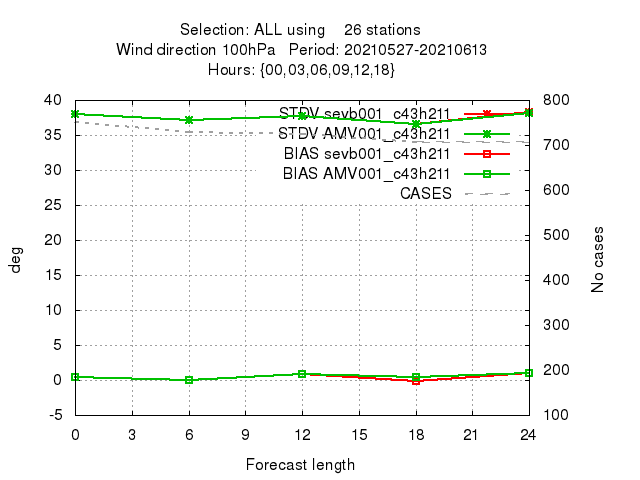 Selection: ALL using 26 stations
Wind direction 100hPa Period: 20210527-20210613
Hours: {00,03,06,09,12,18}
STDV sevb001_c43h211
STDV AMV001_c43h211
BIAS sevb001_c43h211
BIAS AMV001_c43h211
CASES
40
35
30
25
20
15
10
5
0
-5
deg
800
700
600
500
400
300
200
100
No cases
0 3 6 9 12 15 18 21 24
Forecast length